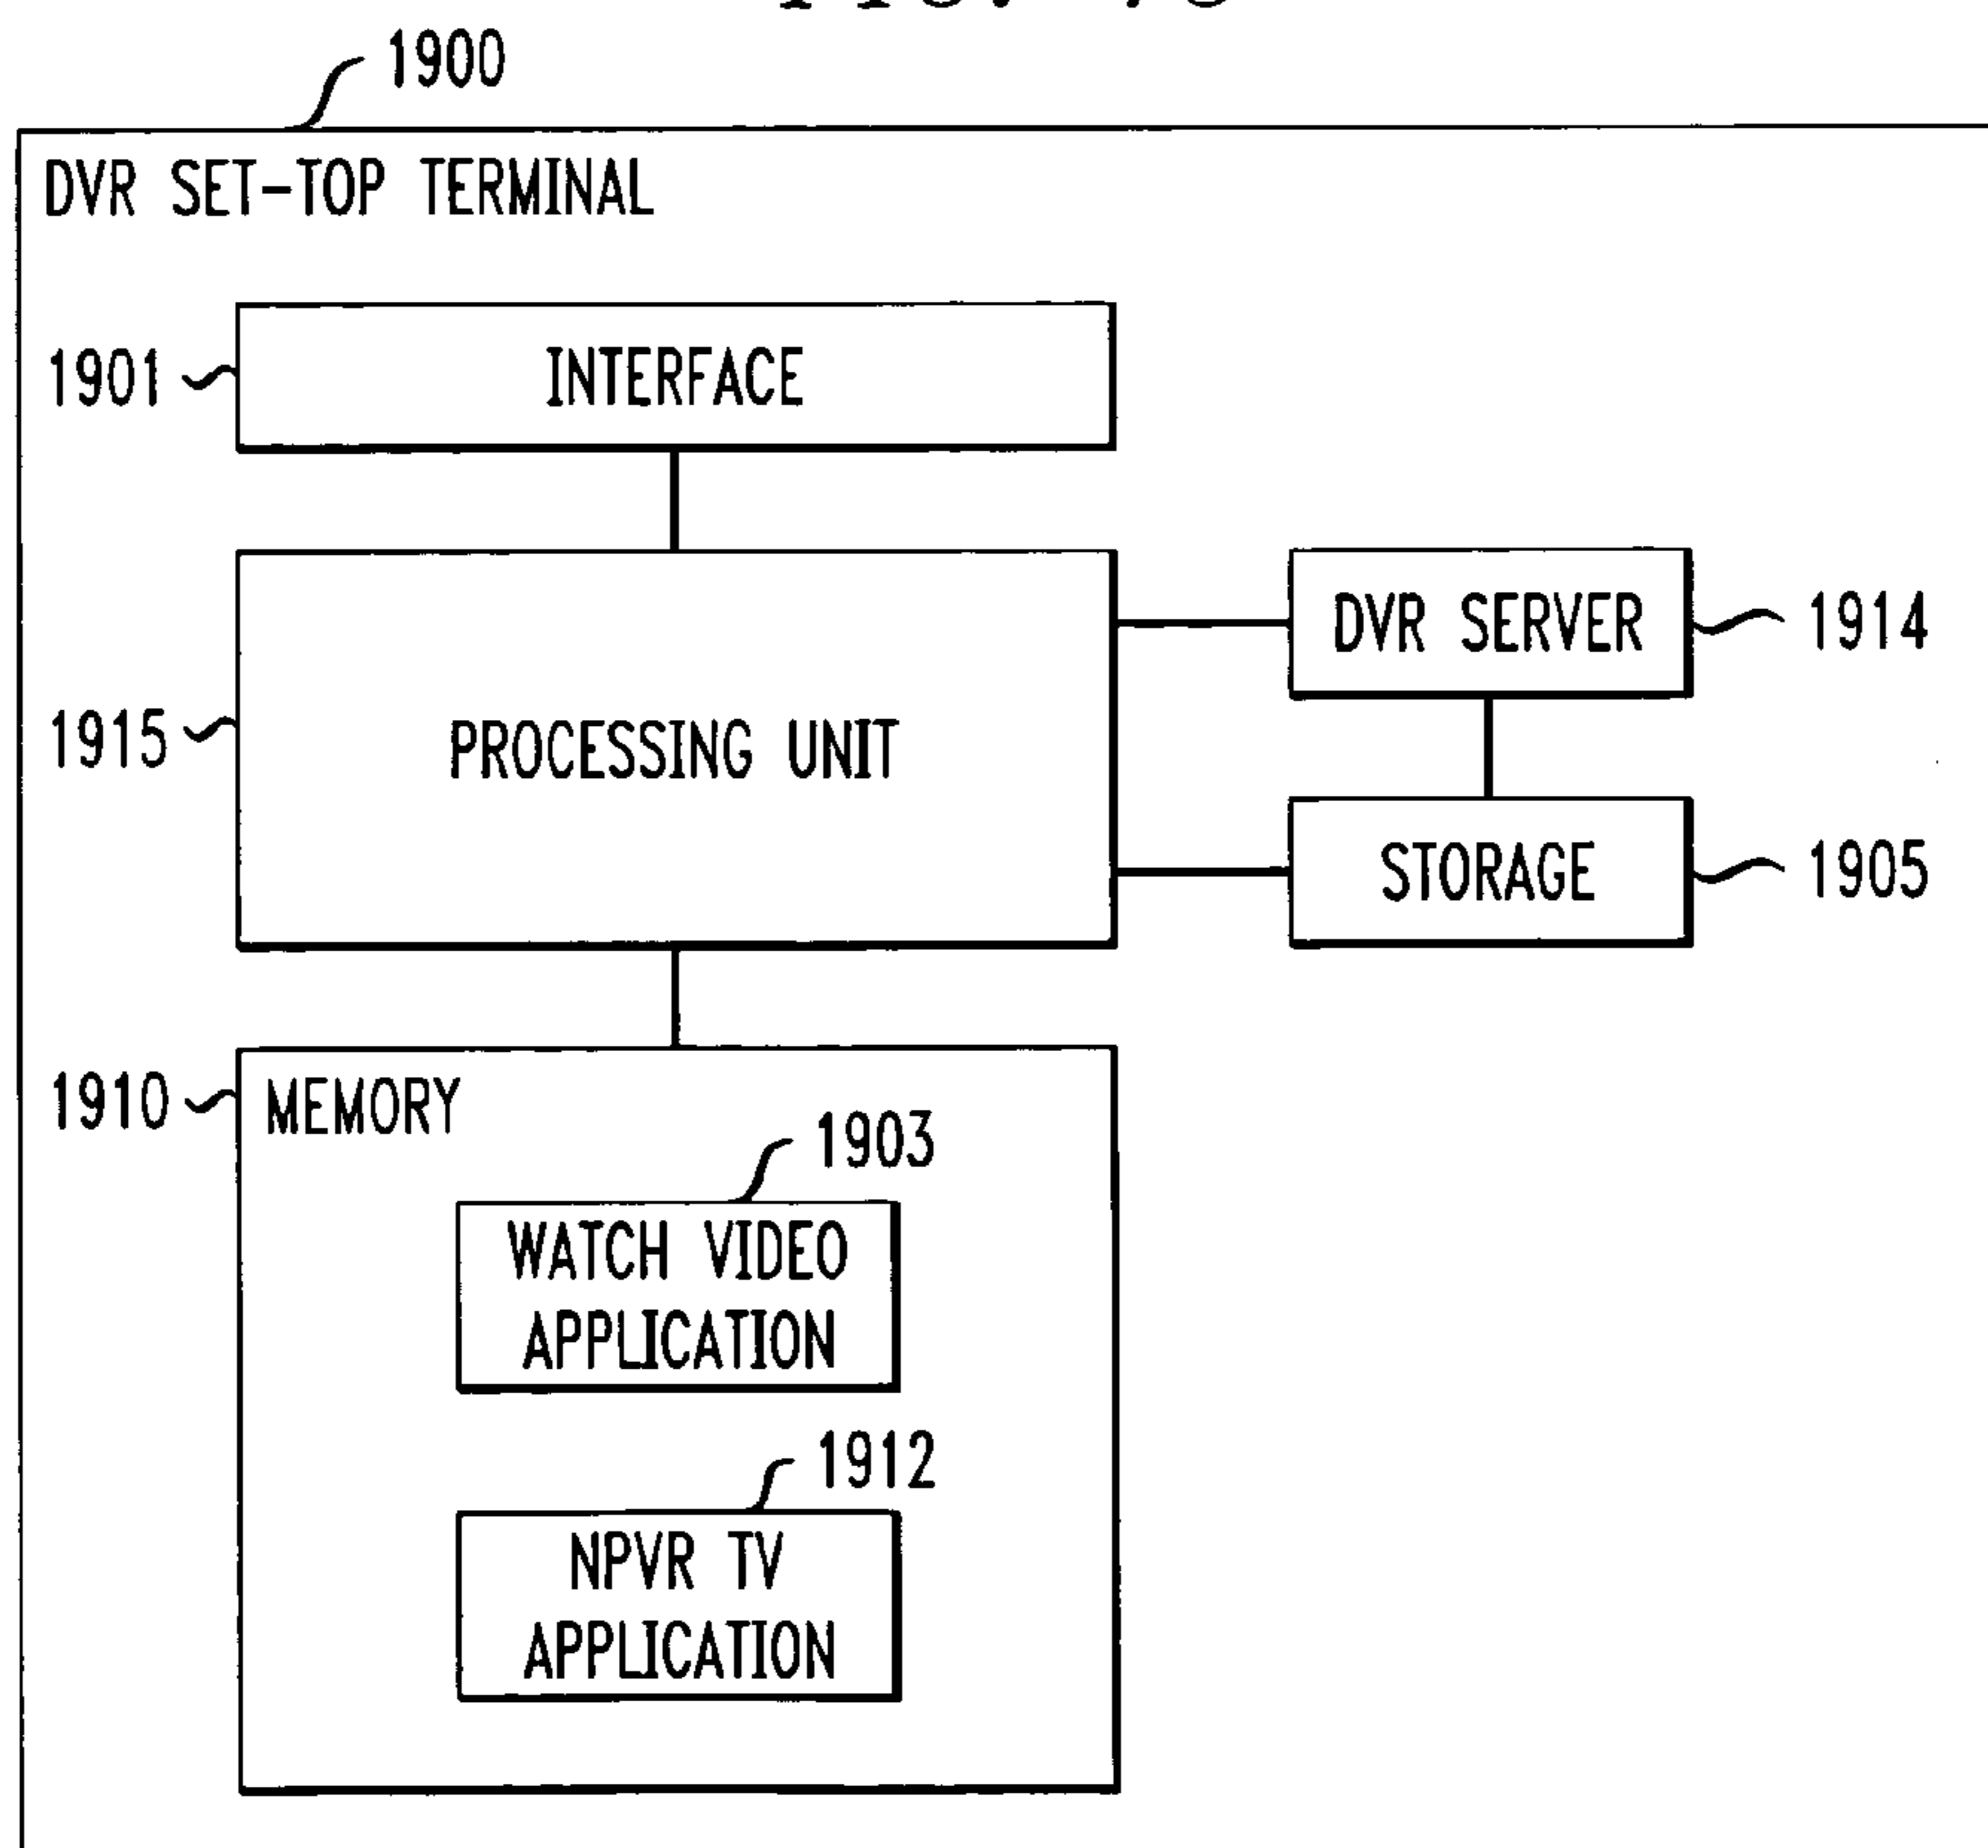 1900
DVR SET-TOP TERMINAL
1901
INTERFACE
1915
PROCESSING UNIT
DVR SERVER
1914
STORAGE
1905
1910
MEMORY
1903
WATCH VIDEO
APPLICATION
1912
NPVR TV
APPLICATION